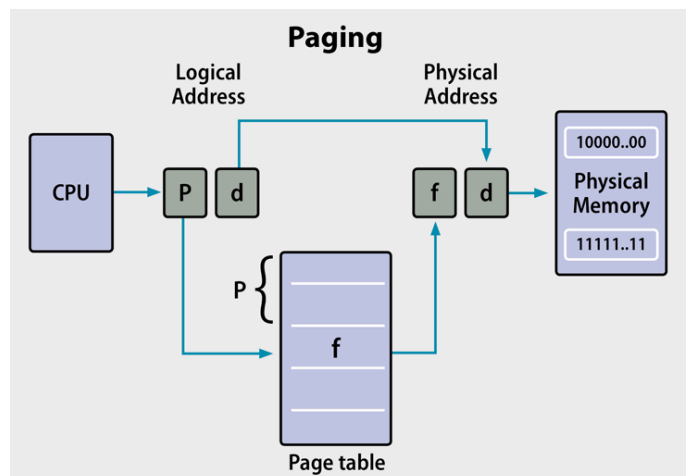 Paging
Logical
Address
Physical
Address
CPU
P
d
f
d
10000..00
Physical
Memory
11111..11
P
f
Page table